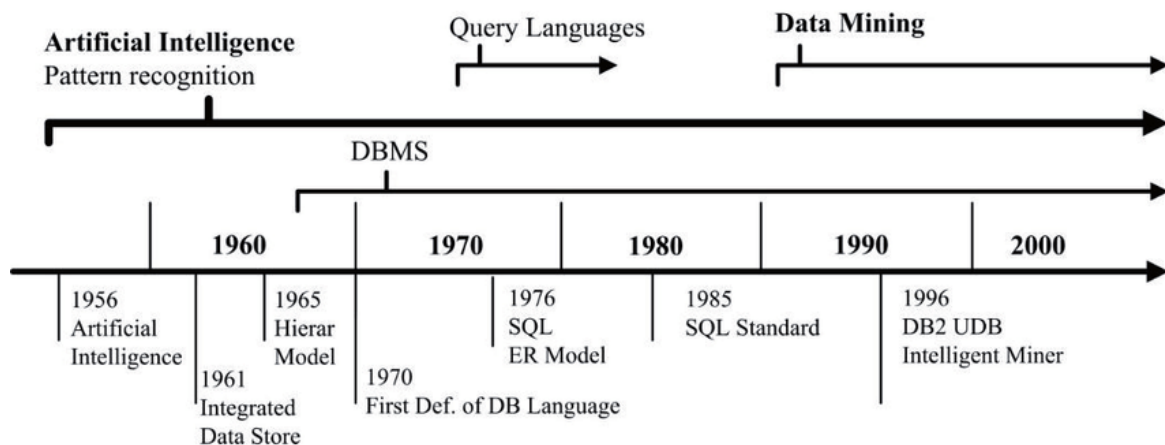 Artificial Intelligence
Pattern recognition
Query Languages
Data Mining
DBMS
1960
1970
1980
1990
2000
1956
Artificial
Intelligence
1961
Integrated
Data Store
1965
Hierar
Model
1970
First Def. of DB Language
1976
SQL
ER Model
1985
SQL Standard
1996
DB2 UDB
Intelligent Miner